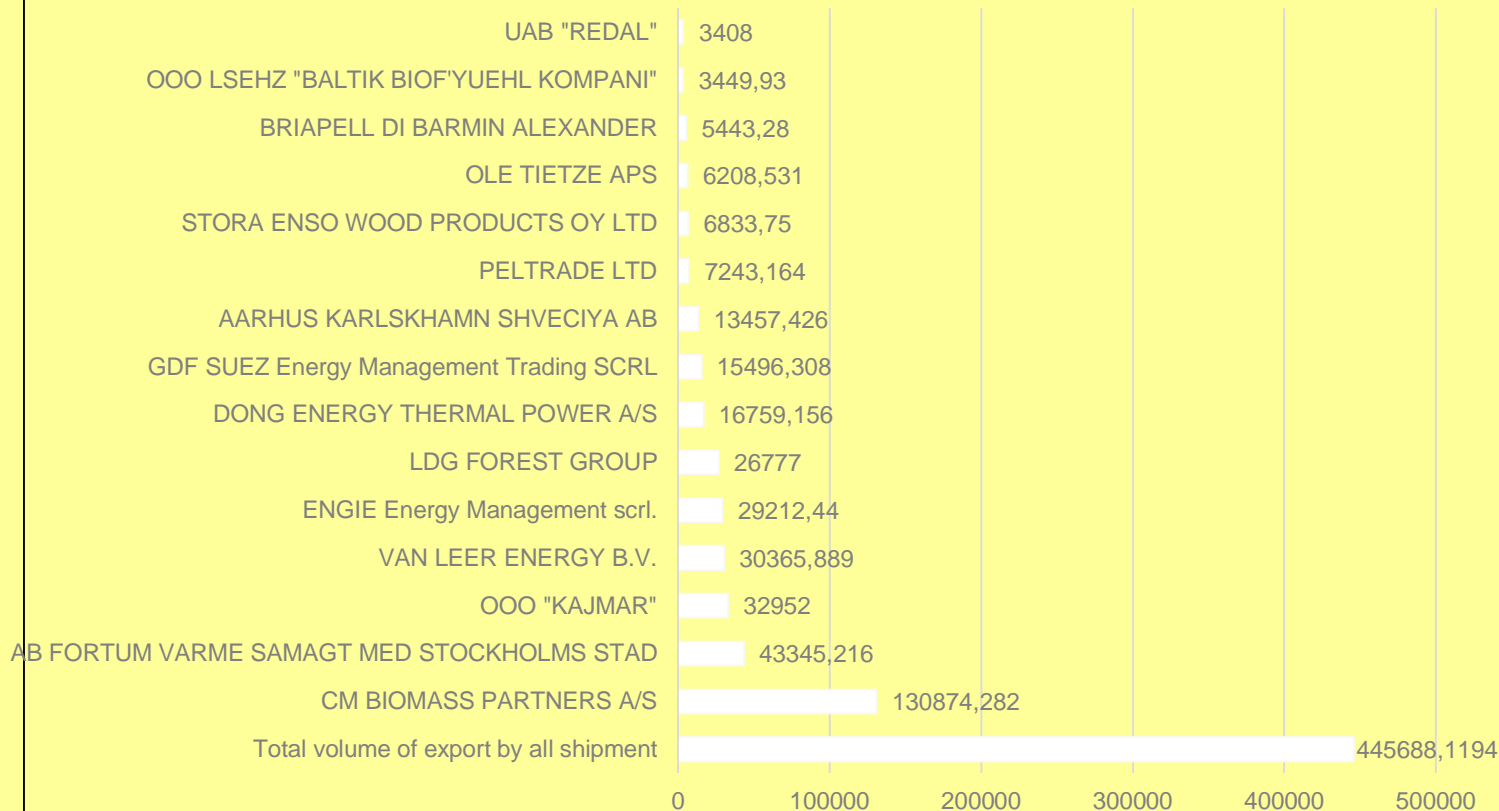 UAB "REDAL" 3408
OOO LSEHZ "BALTIK BIOF'YUEHL KOMPANI" 3449,93
BRIAPELL DI BARMIN ALEXANDER 5443,28
OLE TIETZE APS 6208,531
STORA ENSO WOOD PRODUCTS OY LTD 6833,75
PELTRADE LTD 7243,164
AARHUS KARLSKHAMN SHVECIYA AB 13457,426
GDF SUEZ Energy Management Trading SCRL 15496,308
DONG ENERGY THERMAL POWER A/S 16759,156
LDG FOREST GROUP 26777
ENGIE Energy Management scrl. 29212,44
VAN LEER ENERGY B.V. 30365,889
OOO "KAJMAR" 32952
AB FORTUM VARME SAMAGT MED STOCKHOLMS STAD 43345,216
CM BIOMASS PARTNERS A/S 130874,282
Total volume of export by all shipment 445688,1194
0 100000 200000 300000 400000 500000